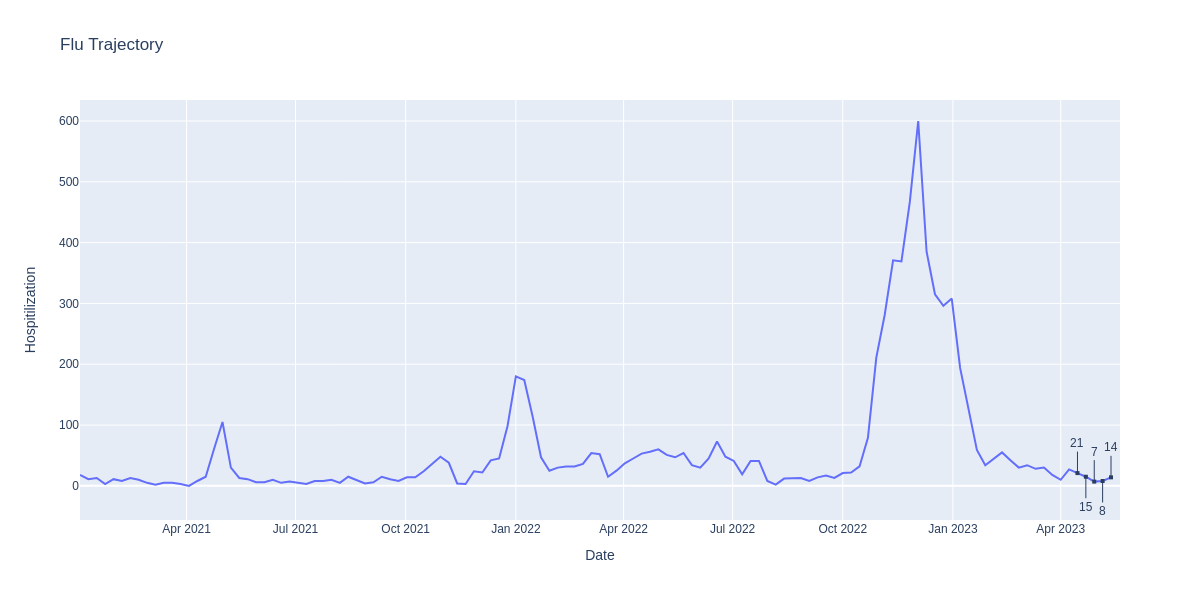 Flu Trajectory
600
500
400
300
200
100
0
Hospitilization
21
7
14
15
8
Apr 2021
Jul 2021
Oct 2021
Jan 2022
Apr 2022
Jul 2022
Oct 2022
Jan 2023
Apr 2023
Date